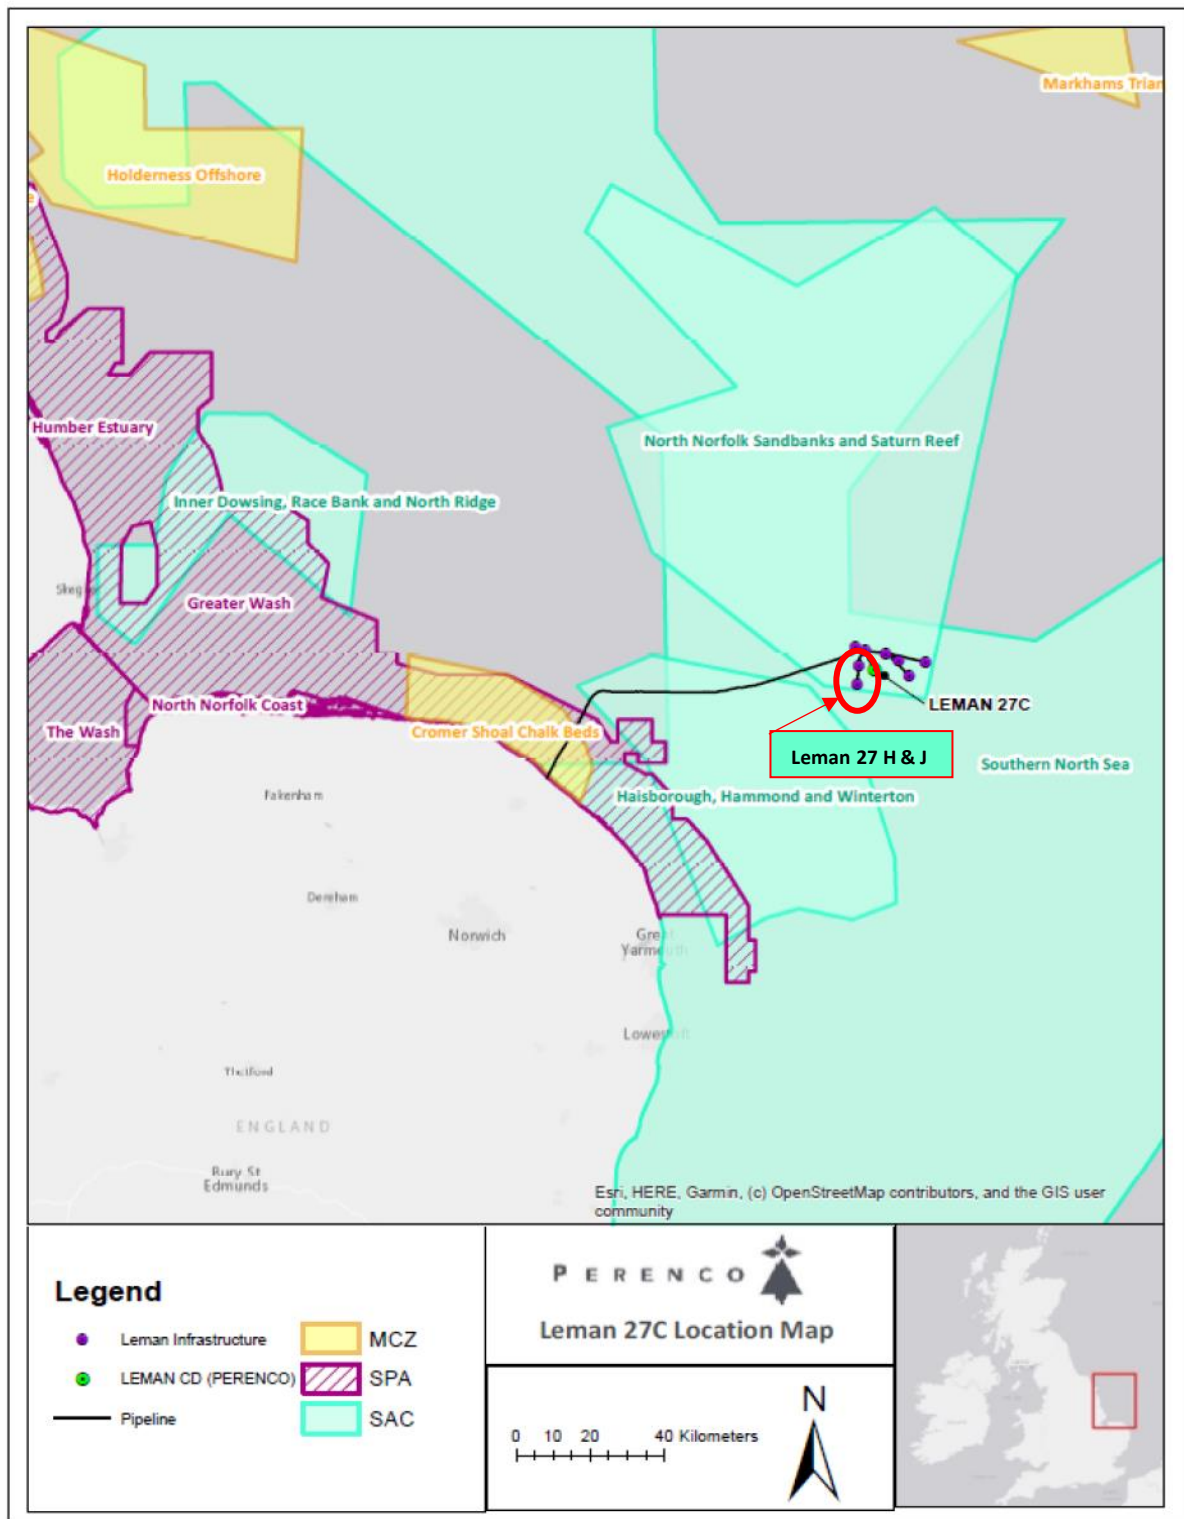 Markhams Trian
Holderness Offshore
e
Humber Estuary
North Norfolk Sandbanks and Saturn Reef
Inner Dowsing, Race Bank and North Ridge
Skeg
Greater Wash
North Norfolk Coast
LEMAN 27C
The Wash
Cromer Shoal Chalk Beds
Leman 27 H & J
Southern North Sea
Fakenham
Haisborough, Hammond and Winterton
Dereham
Norwich
Great
Yarmouth
Lowestoft
Thetford
ENGLAND
Bury St
Edmunds
Esri, HERE, Garmin, (c) OpenStreetMap contributors, and the GIS user
community
Legend
Leman Infrastructure
LEMAN CD (PERENCO)
Pipeline
MCZ
SPA
SAC
PERENCO
Leman 27C Location Map
0 10 20 40 Kilometers
N